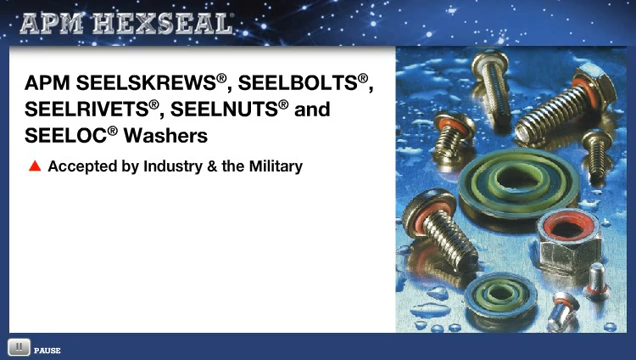 APM HEXSEAL®
APM SEELSKREWS®, SEELBOLTS®,
SEELRIVETS®, SEELNUTS® and
SEELOC® Washers
▲ Accepted by Industry & the Military
PAUSE